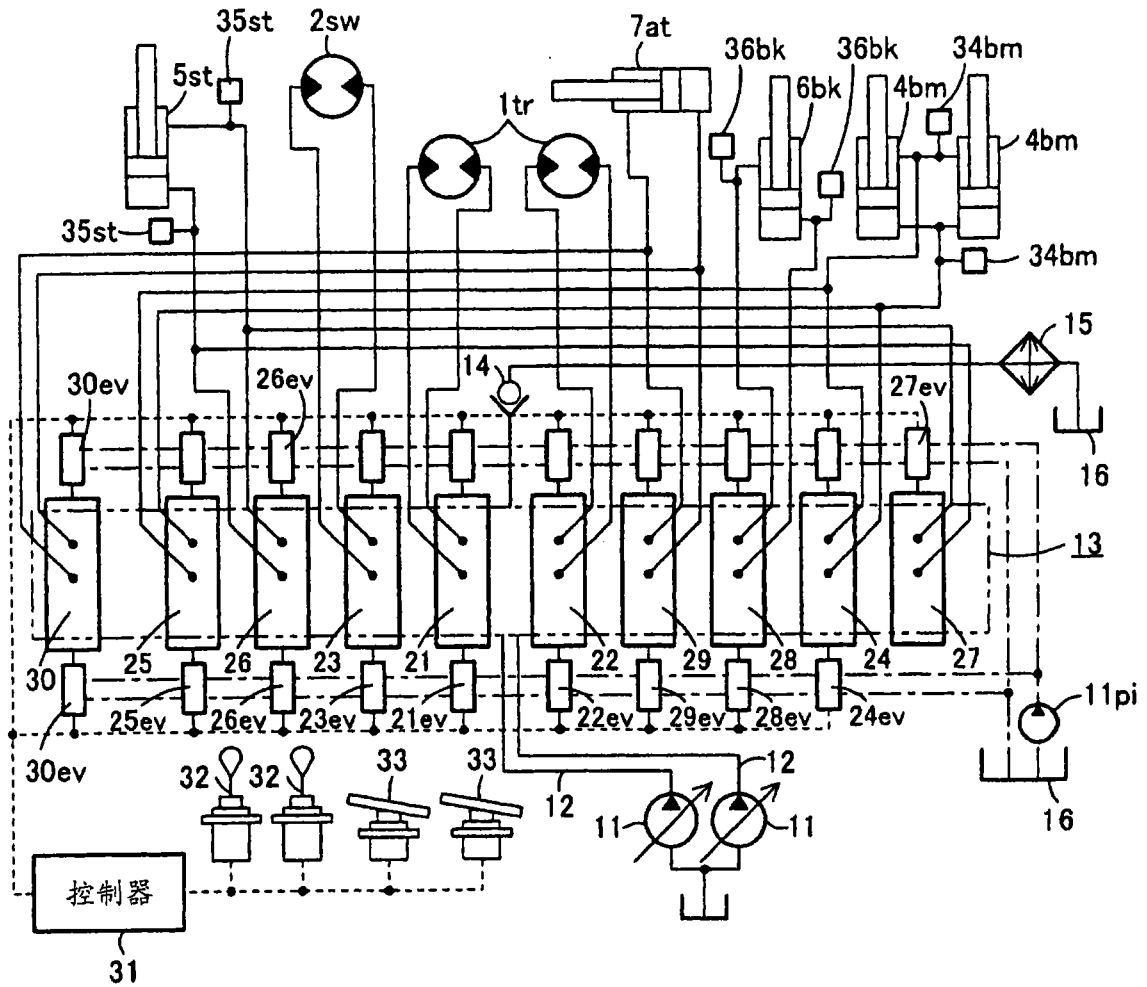 35st
2sw
7at
36bk
36bk
34bm
5st
6bk
4bm
1tr
4bm
35st
34bm
15
14
30ev
26ev
27ev
16
13
30
25
26
23
21
22
29
28
24
27
25ev
26ev
23ev
21ev
22ev
29ev
28ev
24ev
11pi
30ev
32
32
33
33
12
12
11
11
16
控制器
31